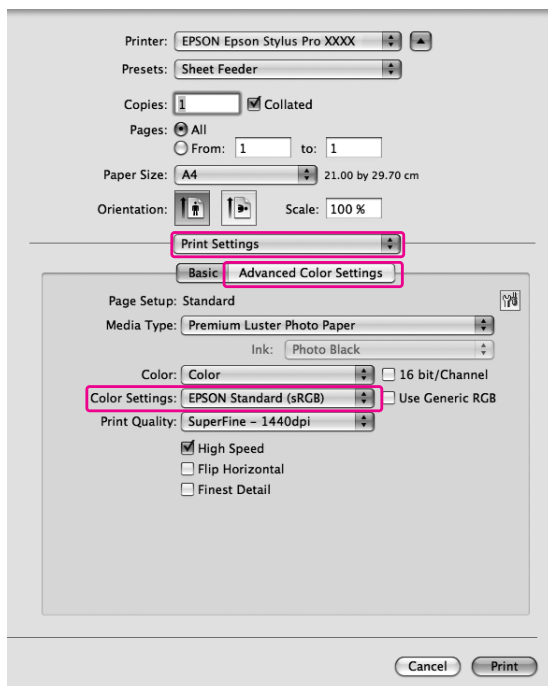 Printer: EPSON Epson Stylus Pro XXXX
Presets: Sheet Feeder
Copies: 1 Collated
Pages: All
From: 1 to: 1
Paper Size: A4 21.00 by 29.70 cm
Orientation: Scale: 100 %
Print Settings
Basic Advanced Color Settings
Page Setup: Standard
Media Type: Premium Luster Photo Paper
Ink: Photo Black
Color: Color 16 bit/Channel
Color Settings: EPSON Standard (sRGB) Use Generic RGB
Print Quality: SuperFine – 1440dpi
High Speed
Flip Horizontal
Finest Detail
Cancel Print